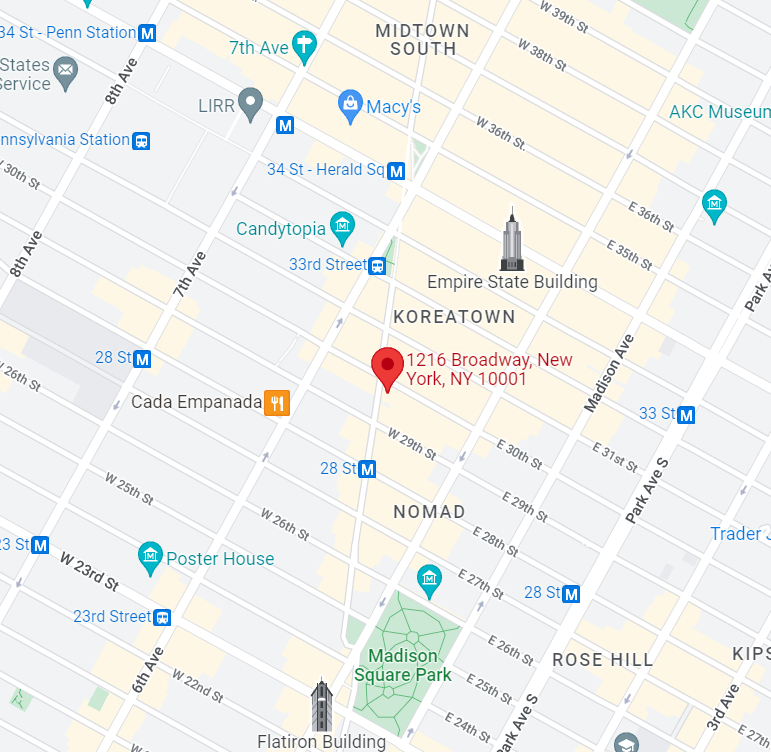 W 39th St
MIDTOWN
SOUTH
34 St - Penn Station M
7th Ave
W 38th St
States
Service
8th Ave
LIRR
Macy's
AKC Museum
M
W 36th St
nnsylvania Station
34 St - Herald Sq M
W 30th St
E 36th St
Candytopia
8th Ave
E 35th St
33rd Street
7th Ave
Empire State Building
Park Av
KOREATOWN
28 St M
1216 Broadway, New
York, NY 10001
Madison Ave
W 26th St
Cada Empanada
33 St M
W 29th St
E 30th St
E 31st St
28 St M
W 25th St
E 29th St
Park Ave S
W 26th St
NOMAD
E 28th St
Trader J
23 St M
W 23rd St
Poster House
E 27th St
28 St M
23rd Street
E 26th St
Madison
Square Park
ROSE HILL
KIPS
6th Ave
W 22nd St
E 25th St
3rd Ave
E 24th St
Park Ave S
Flatiron Building